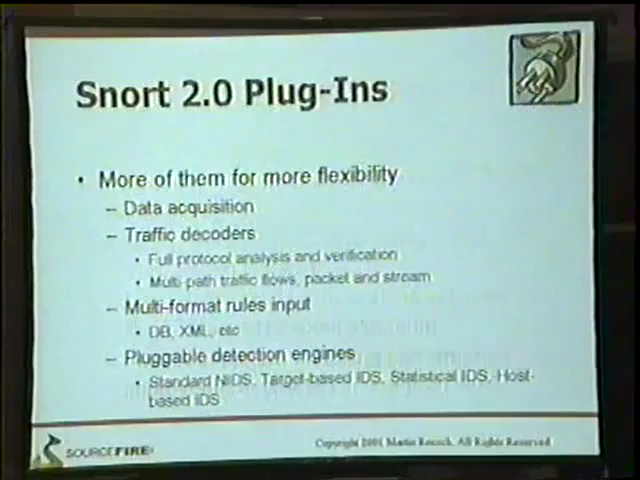 Snort 2.0 Plug-Ins
• More of them for more flexibility
– Data acquisition
– Traffic decoders
• Full protocol analysis and verification
• Multi-path traffic flows, packet and stream
– Multi-format rules input
• DB, XML, etc
– Pluggable detection engines
• Standard NIDS, Target-based IDS, Statistical IDS, Host-
based IDS
SOURCEFIRE
Copyright 2001 Martin Roesch, All Rights Reserved